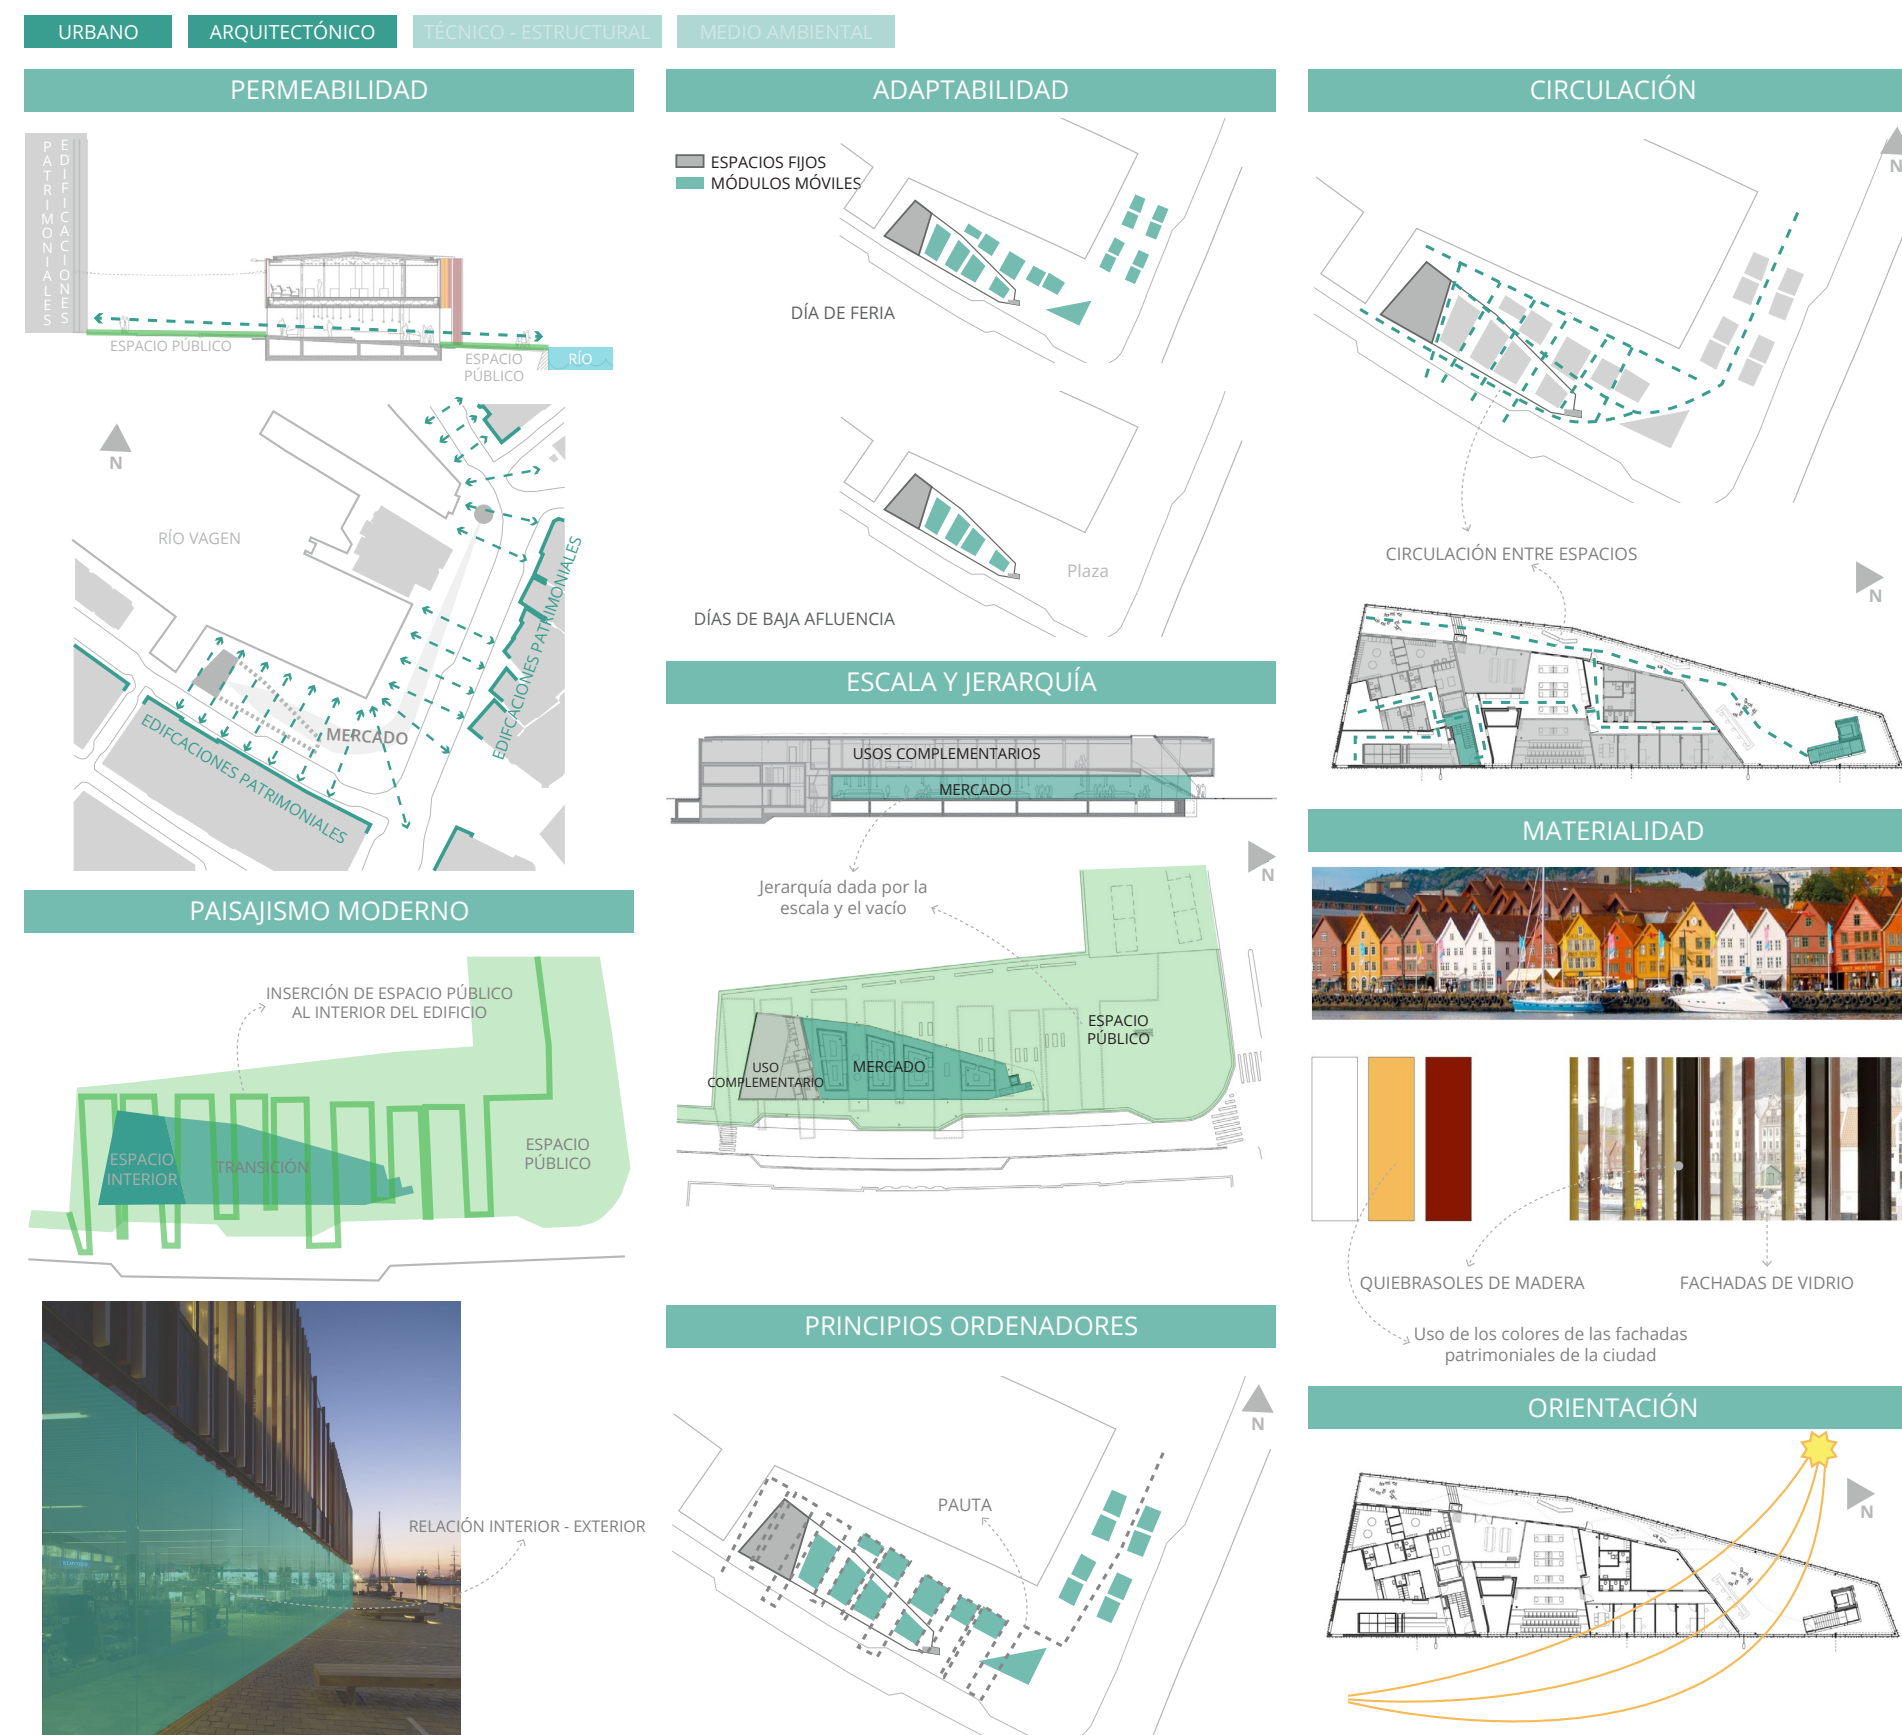 URBANO
ARQUITECTÓNICO
TÉCNICO - ESTRUCTURAL
MEDIO AMBIENTAL
PERMEABILIDAD
EDIFICACIONES
PATRIMONIALES
ESPACIO PÚBLICO
ESPACIO
PÚBLICO
RÍO
N
RÍO VAGEN
MERCADO
EDIFCACIONES PATRIMONIALES
EDIFCACIONES PATRIMONIALES
PAISAJISMO MODERNO
INSERCIÓN DE ESPACIO PÚBLICO
AL INTERIOR DEL EDIFICIO
ESPACIO
INTERIOR
TRANSICIÓN
ESPACIO
PÚBLICO
RELACIÓN INTERIOR - EXTERIOR
ADAPTABILIDAD
ESPACIOS FIJOS
MÓDULOS MÓVILES
DÍA DE FERIA
Plaza
DÍAS DE BAJA AFLUENCIA
ESCALA Y JERARQUÍA
USOS COMPLEMENTARIOS
MERCADO
Jerarquía dada por la
escala y el vacío
N
ESPACIO
PÚBLICO
USO
COMPLEMENTARIO
MERCADO
PRINCIPIOS ORDENADORES
N
PAUTA
CIRCULACIÓN
N
CIRCULACIÓN ENTRE ESPACIOS
N
MATERIALIDAD
QUIEBRASOLES DE MADERA
FACHADAS DE VIDRIO
Uso de los colores de las fachadas
patrimoniales de la ciudad
ORIENTACIÓN
N